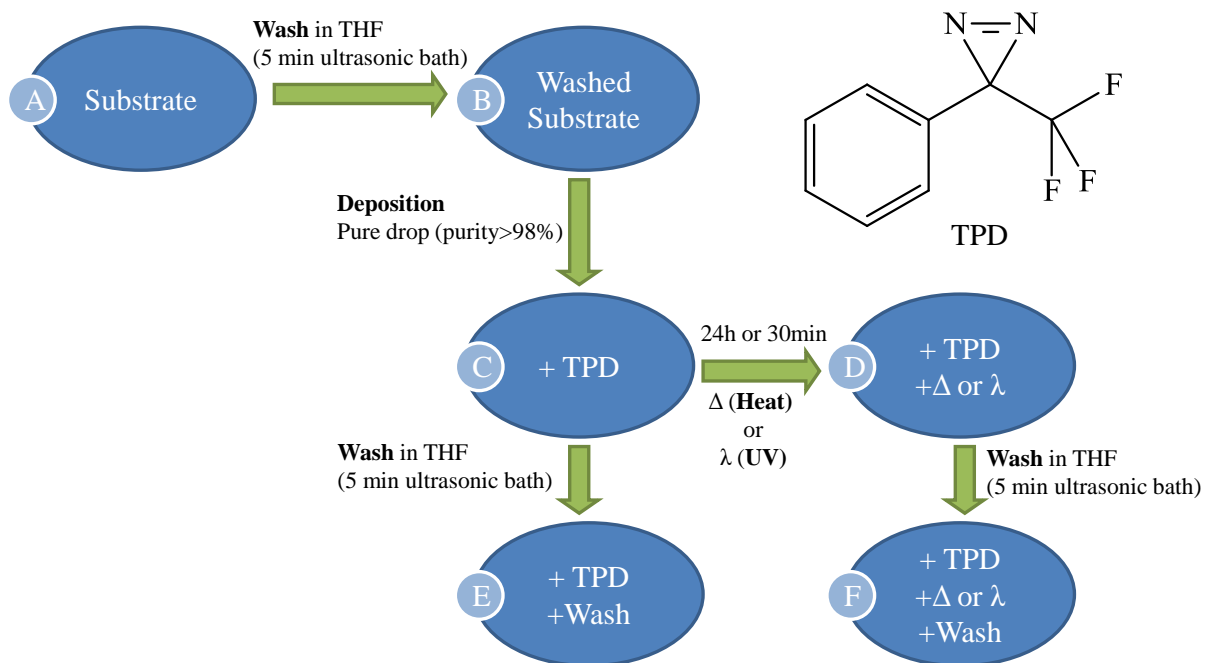 Wash in THF
(5 min ultrasonic bath)
A
Substrate
B
Washed
Substrate
N
N
F
F
F
TPD
Deposition
Pure drop (purity>98%)
C
+ TPD
24h or 30min
Δ (Heat)
or
λ (UV)
D
+ TPD
+Δ or λ
Wash in THF
(5 min ultrasonic bath)
Wash in THF
(5 min ultrasonic bath)
E
+ TPD
+Wash
F
+ TPD
+Δ or λ
+Wash